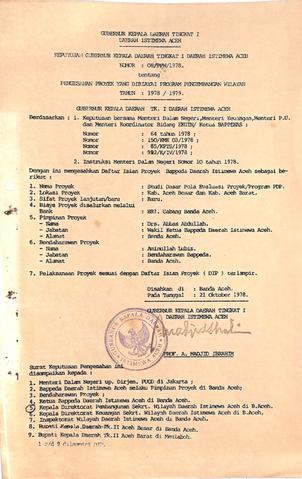 GUBERNUR KEPALA DAERAH TINGKAT I
DAERAH ISTIMEWA ACEH
KEPUTUSAN GUBERNUR KEPALA DAERAH TINGKAT I DAERAH ISTIMEWA ACEH
NOMOR : /1978.
tentang
PENGESAHAN PROYEK YANG DIBIAYAI PROGRAM PENGEMBANGAN WILAYAH
TAHUN : 1978 / 1979.
GUBERNUR KEPALA DAERAH TK. I DAERAH ISTIMEWA ACEH
Berdasarkan : 1. Keputusan bersama Menteri Dalam Negeri, Menteri Keuangan, Menteri P.U.
dan Menteri Koordinator Bidang EKUIN/ Ketua BAPPENAS :
Nomor : 64 tahun 1978 ;
Nomor : 150/KMK 03/1978 ;
Nomor : 85/KPTS/1978 ;
Nomor : 992/K/IV/1978 ;
2. Instruksi Menteri Dalam Negeri Nomor 10 tahun 1978.
Dengan ini mengesahkan Daftar Isian Proyek Bappeda Daerah Istimewa Aceh sebagai be-
rikut :
1. Nama Proyek : Studi Dasar Pola Evaluasi Proyek/Program PDP.
2. Lokasi Proyek : Kab. Aceh Besar dan Kab. Aceh Barat.
3. Sifat Proyek Lanjutan/baru : Baru.
4. Biaya Proyek disalurkan melalui
Bank : BRI. Cabang Banda Aceh.
5. Pimpinan Proyek
- Nama : Drs. Abbas Abdullah.
- Jabatan : Wakil Ketua Bappeda Daerah Istimewa Aceh.
- Alamat : Banda Aceh.
6. Bendaharawan Proyek
- Nama : Aminullah Lubis.
- Jabatan : Bendaharawan Bappeda.
- Alamat : Banda Aceh.
7. Pelaksanaan Proyek sesuai dengan Daftar Isian Proyek ( DIP ) terlampir.
Disahkan di : Banda Aceh.
Pada Tanggal : 21 Oktober 1978.
GUBERNUR KEPALA DAERAH TINGKAT I
DAERAH ISTIMEWA ACEH
PROF. A. MADJID IBRAHIM
Surat Keputusan Pengesahan ini
disampaikan kepada :
1. Menteri Dalam Negeri up. Dirjen. PUOD di Jakarta ;
2. Bappeda Daerah Istimewa Aceh selaku Pimpinan Proyek di Banda Aceh;
3. Bendaharawan Proyek ;
4. Ketua Bappeda Daerah Istimewa Aceh di Banda Aceh.
5. Kepala Direktorat Pembangunan Sekrt. Wilayah Daerah Istimewa Aceh di B.Aceh,
6. Kepala Direktorat Keuangan Sekrt. Wilayah Daerah Istimewa Aceh di B.Aceh.
7. Inspektorat Wilayah Daerah Istimewa Aceh di Banda Aceh.
8. Bupati Kepala Daerah Tk.II Aceh Besar di Banda Aceh.
9. Bupati Kepala Daerah Tk.II Aceh Barat di Meulaboh.